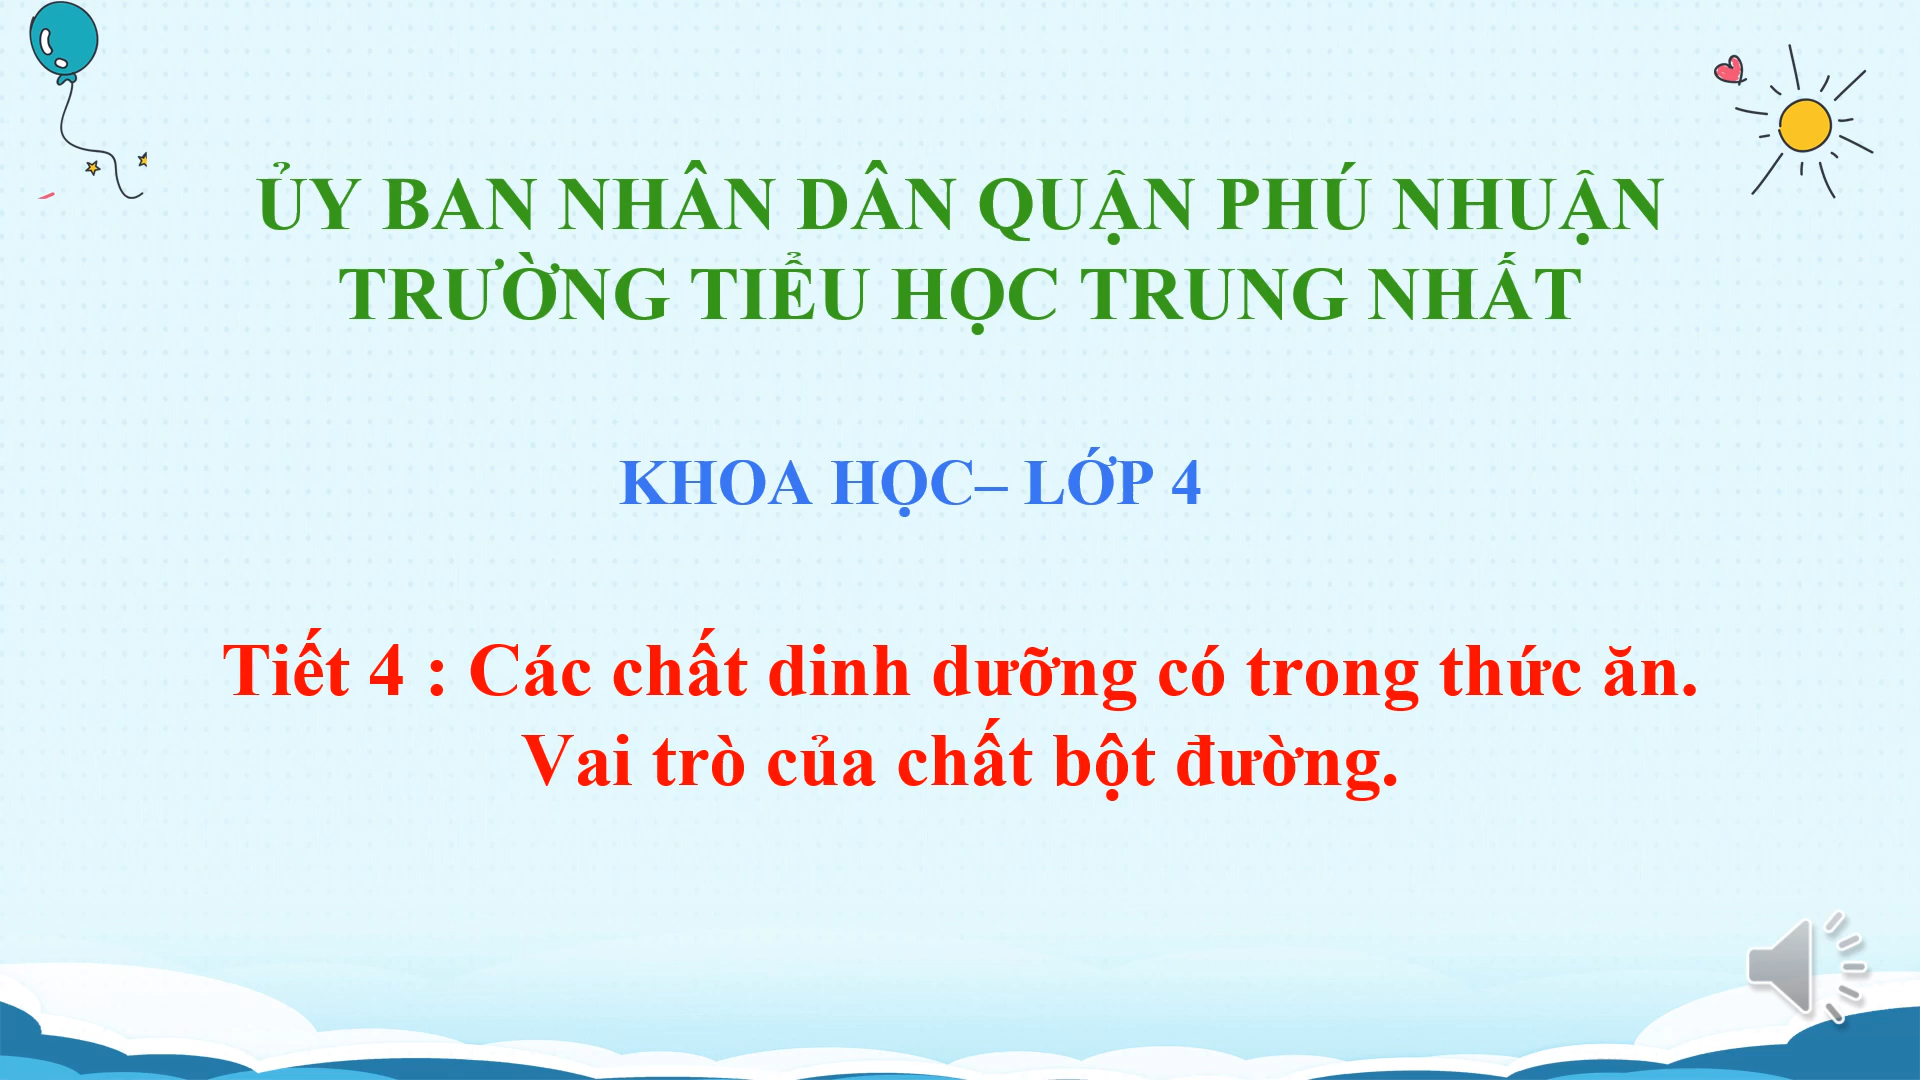 ỦY BAN NHÂN DÂN QUẬN PHÚ NHUẬN
TRƯỜNG TIỂU HỌC TRUNG NHẤT
KHOA HỌC– LỚP 4
Tiết 4 : Các chất dinh dưỡng có trong thức ăn.
Vai trò của chất bột đường.